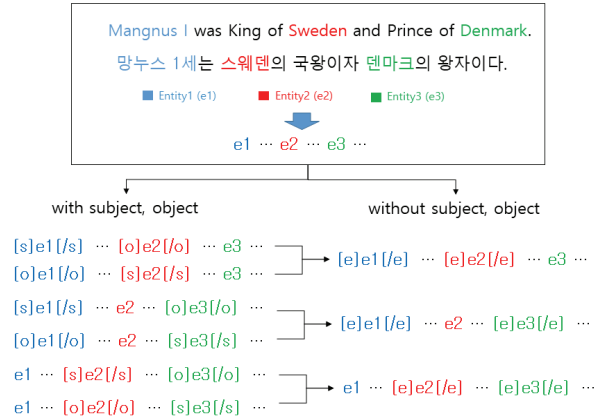 Mangnus I was King of Sweden and Prince of Denmark.
망누스 1세는 스웨덴의 국왕이자 덴마크의 왕자이다.
Entity1 (e1) Entity2 (e2) Entity3 (e3)
e1 ··· e2 ··· e3 ···
with subject, object
without subject, object
[s]e1[/s] ··· [o]e2[/o] ··· e3 ···
[o]e1[/o] ··· [s]e2[/s] ··· e3 ···
[e]e1[/e] ··· [e]e2[/e] ··· e3 ···
[s]e1[/s] ··· e2 ··· [o]e3[/o] ···
[o]e1[/o] ··· e2 ··· [s]e3[/s] ···
[e]e1[/e] ··· e2 ··· [e]e3[/e] ···
e1 ··· [s]e2[/s] ··· [o]e3[/o] ···
e1 ··· [o]e2[/o] ··· [s]e3[/s] ···
e1 ··· [e]e2[/e] ··· [e]e3[/e] ···